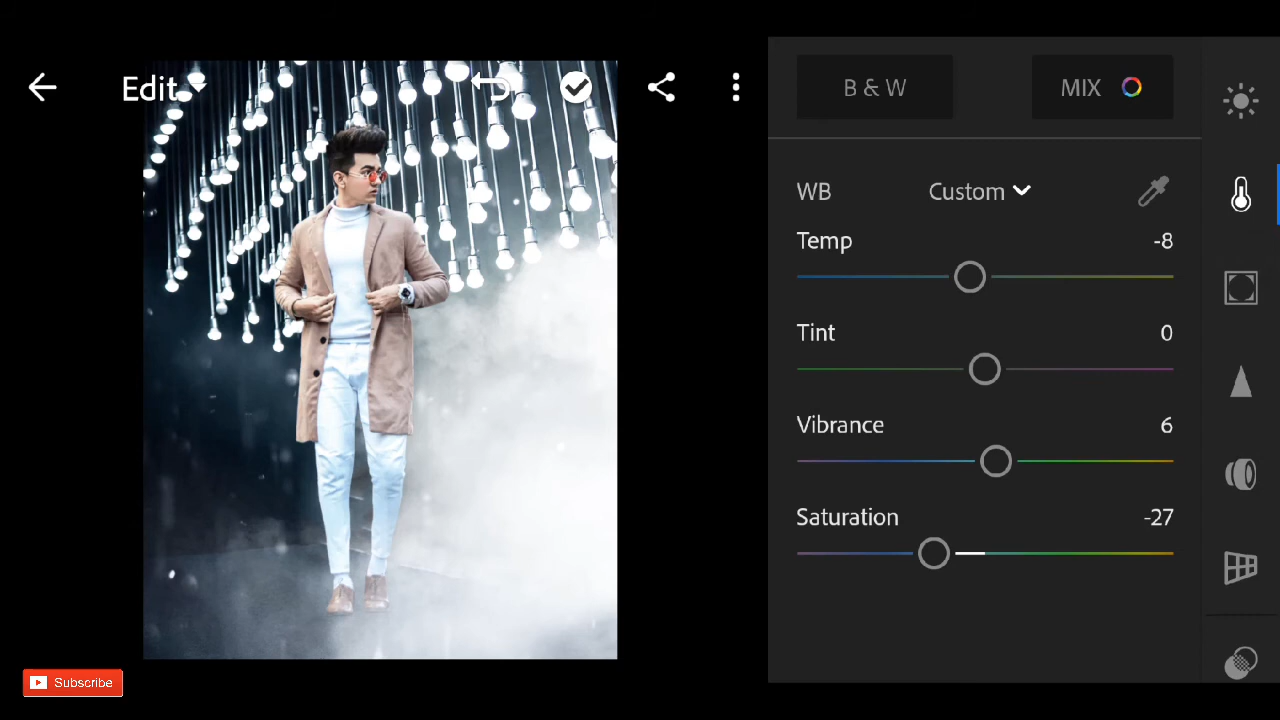 Edit
B & W
MIX
WB
Custom
Temp
-8
Tint
0
Vibrance
6
Saturation
-27
Subscribe